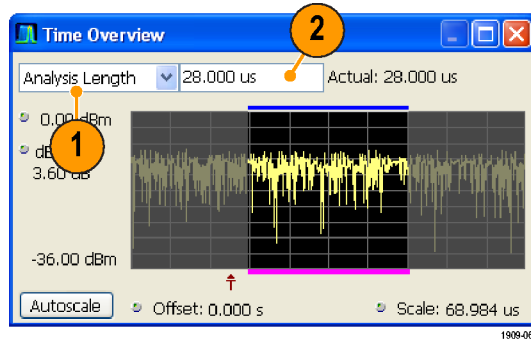 Time Overview
2
Analysis Length 28.000 us Actual: 28.000 us
0.00 dBm
1
3.60 dB
-36.00 dBm
Autoscale Offset: 0.000 s Scale: 68.984 us
1909-06